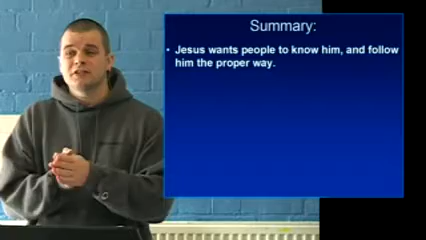 Summary:
• Jesus wants people to know him, and follow
him the proper way.